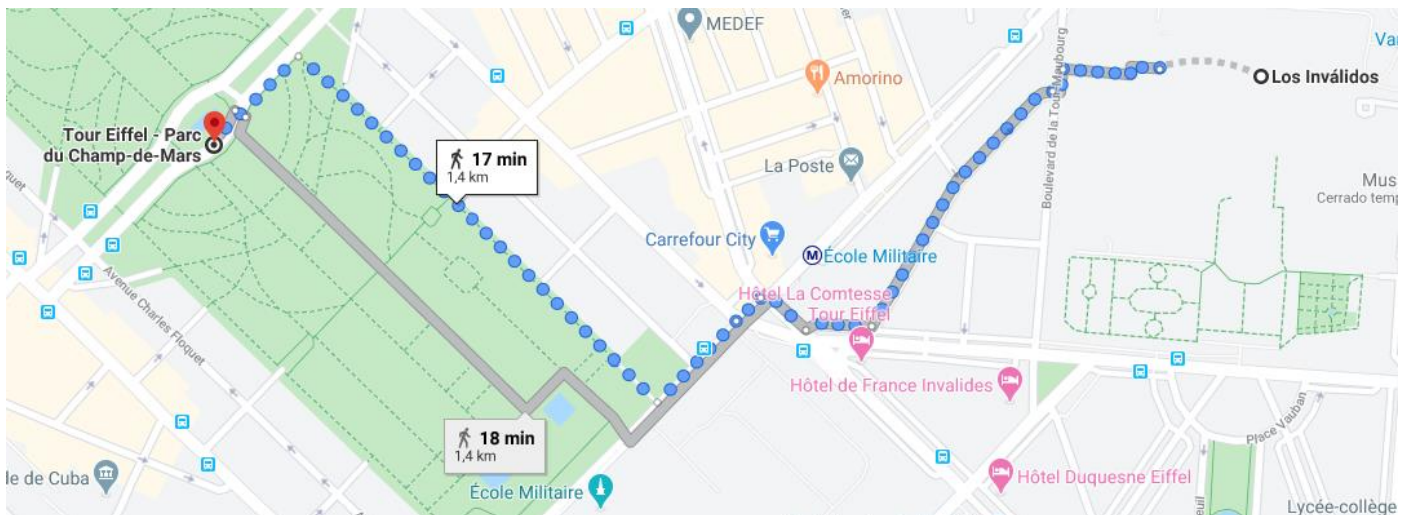 MEDEF
Amorino
Los Inválidos
Boulevard de la Tour-Maubourg
Tour Eiffel - Parc
du Champ-de-Mars
17 min
1,4 km
La Poste
Mus
Cerrado temp
Carrefour City
M École Militaire
Hôtel La Comtesse
Tour Eiffel
Avenue Charles Floquet
Hôtel de France Invalides
18 min
1,4 km
Place Vauban
École Militaire
Hôtel Duquesne Eiffel
le de Cuba
Lycée-collège